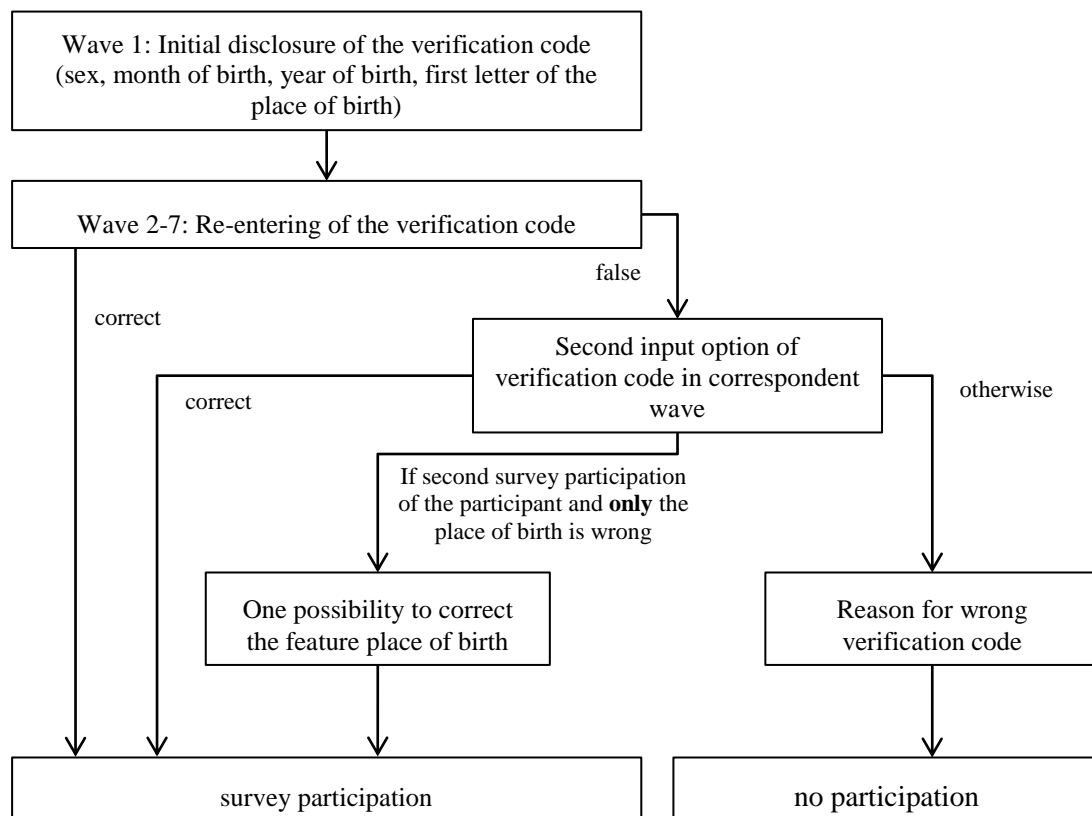 Wave 1: Initial disclosure of the verification code
(sex, month of birth, year of birth, first letter of the
place of birth)
Wave 2-7: Re-entering of the verification code
false
correct
Second input option of
verification code in correspondent
wave
correct
otherwise
If second survey participation
of the participant and only the
place of birth is wrong
One possibility to correct
the feature place of birth
Reason for wrong
verification code
survey participation
no participation